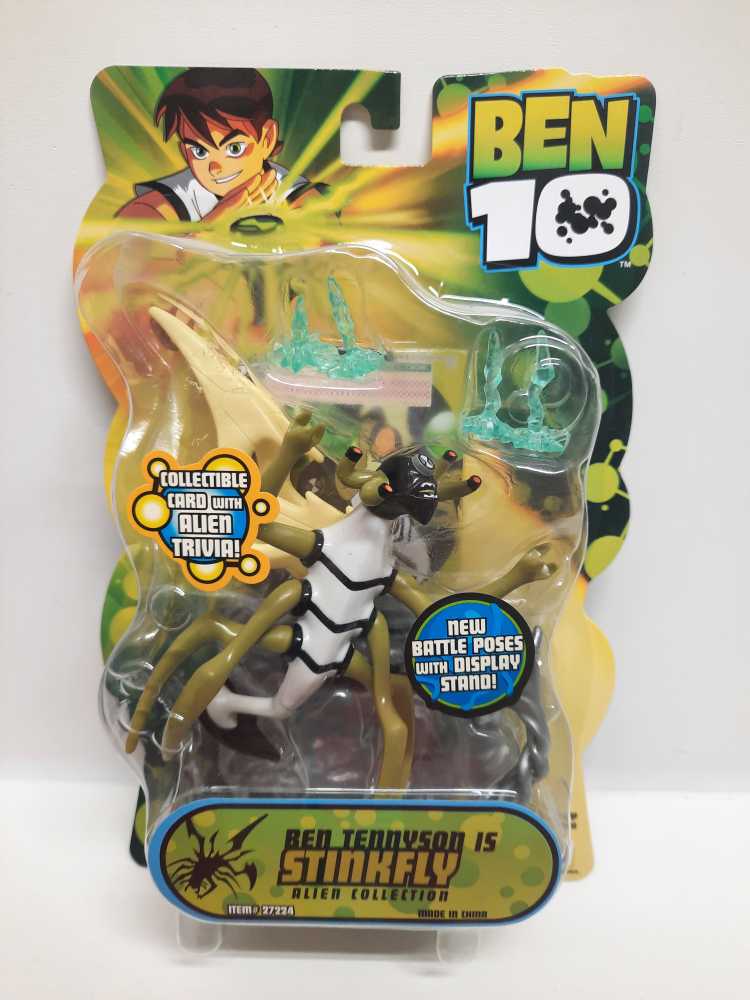 BEN
10
TM
COLLECTIBLE
CARD WITH
ALIEN
TRIVIA!
NEW
BATTLE POSES
WITH DISPLAY
STAND!
BEN TENNYSON IS
STINKFLY
ALIEN COLLECTION
ITEM# 27224
MADE IN CHINA